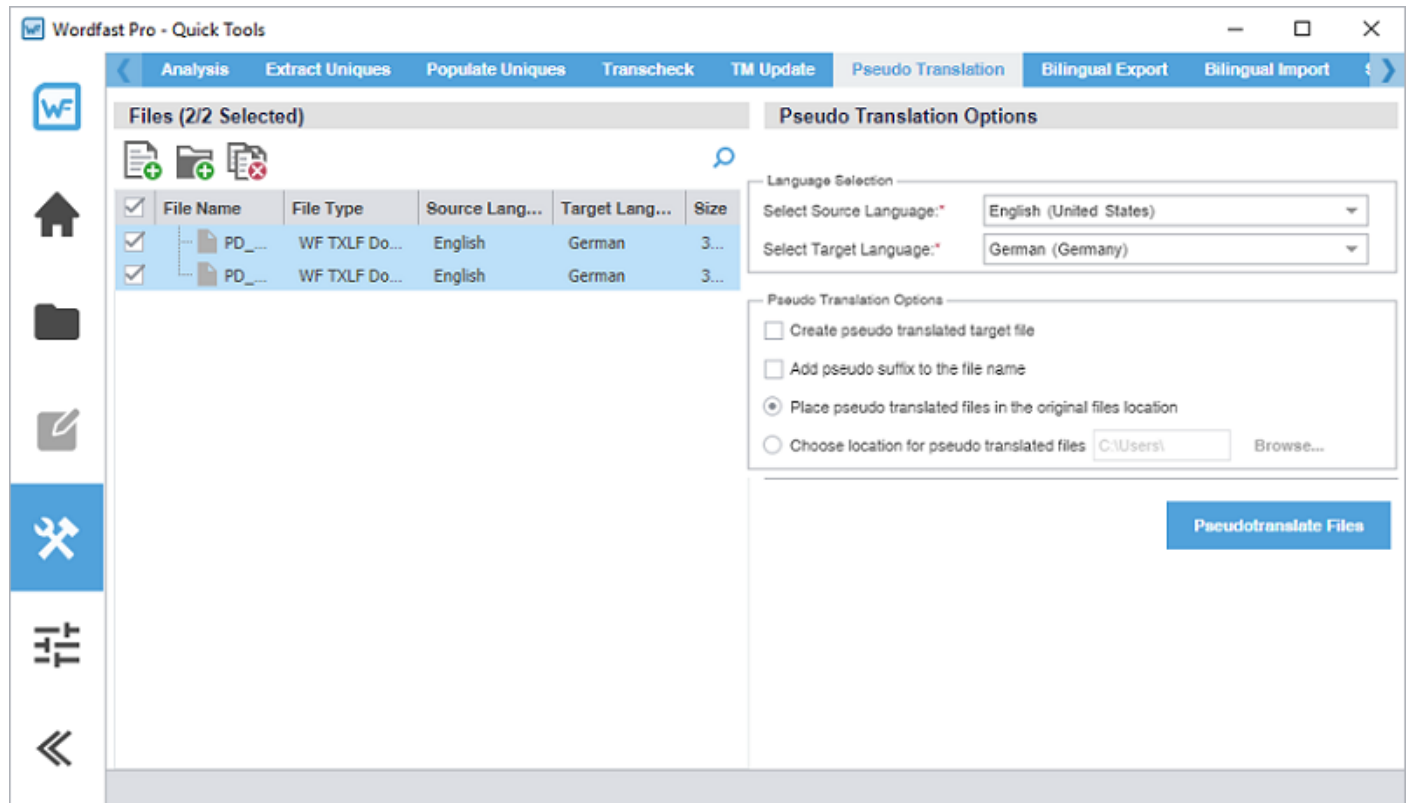 Wordfast Pro - Quick Tools
Analysis Extract Uniques Populate Uniques Transcheck TM Update Pseudo Translation Bilingual Export Bilingual Import
WF
Files (2/2 Selected)
File Name File Type Source Lang... Target Lang... Size
PD_... WF TXLF Do... English German 3...
PD_... WF TXLF Do... English German 3...
Pseudo Translation Options
Language Selection
Select Source Language:* English (United States)
Select Target Language:* German (Germany)
Pseudo Translation Options
Create pseudo translated target file
Add pseudo suffix to the file name
Place pseudo translated files in the original files location
Choose location for pseudo translated files C:\Users\ Browse...
Pseudotranslate Files